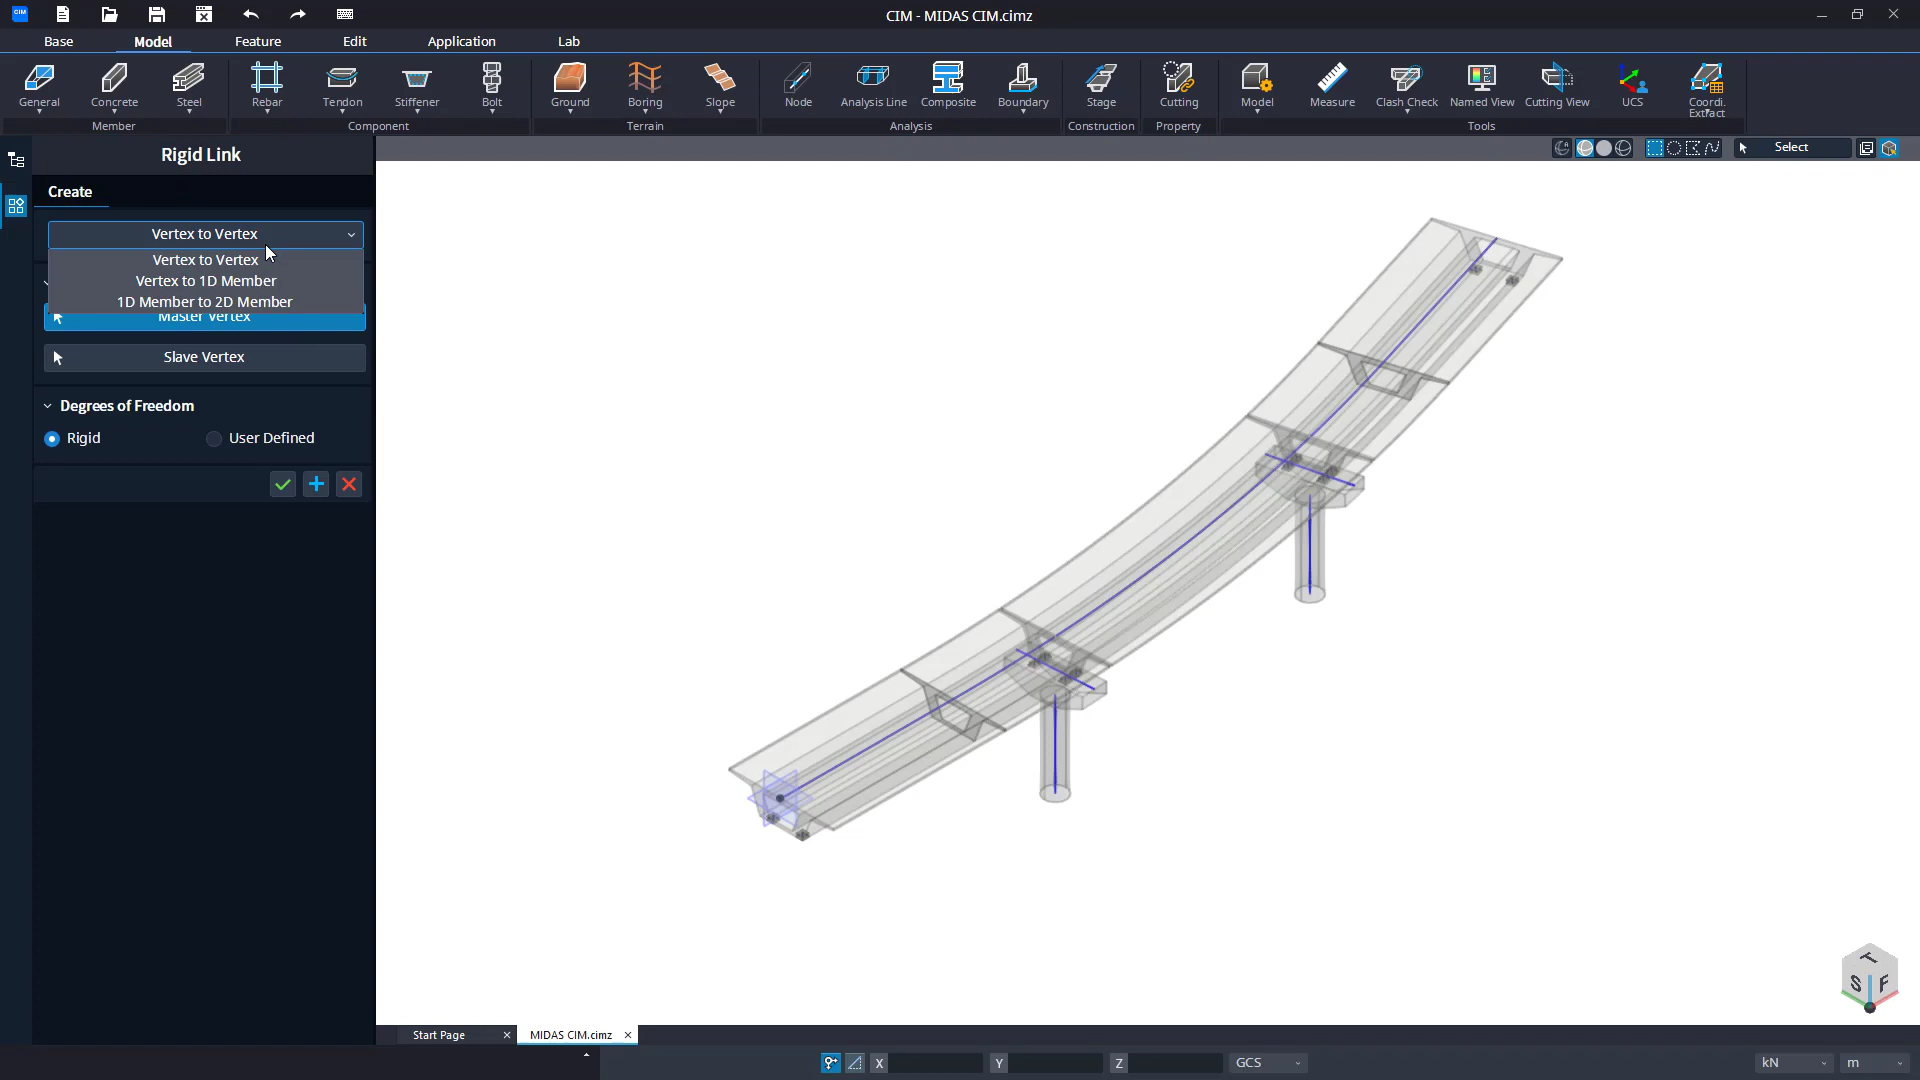 CIM
CIM - MIDAS CIM.cimz
Base Model Feature Edit Application Lab
General Concrete Steel Rebar Tendon Stiffener Bolt Ground Boring Slope Node Analysis Line Composite Boundary Stage Cutting Model Measure Clash Check Named View Cutting View UCS Coordi. Extract
Member Component Terrain Analysis Construction Property Tools
Rigid Link
Select
Create
Vertex to Vertex
Vertex to Vertex
Vertex to 1D Member
1D Member to 2D Member
Master Vertex
Slave Vertex
Degrees of Freedom
Rigid User Defined
T
S F
Start Page MIDAS CIM.cimz
X Y Z GCS kN m